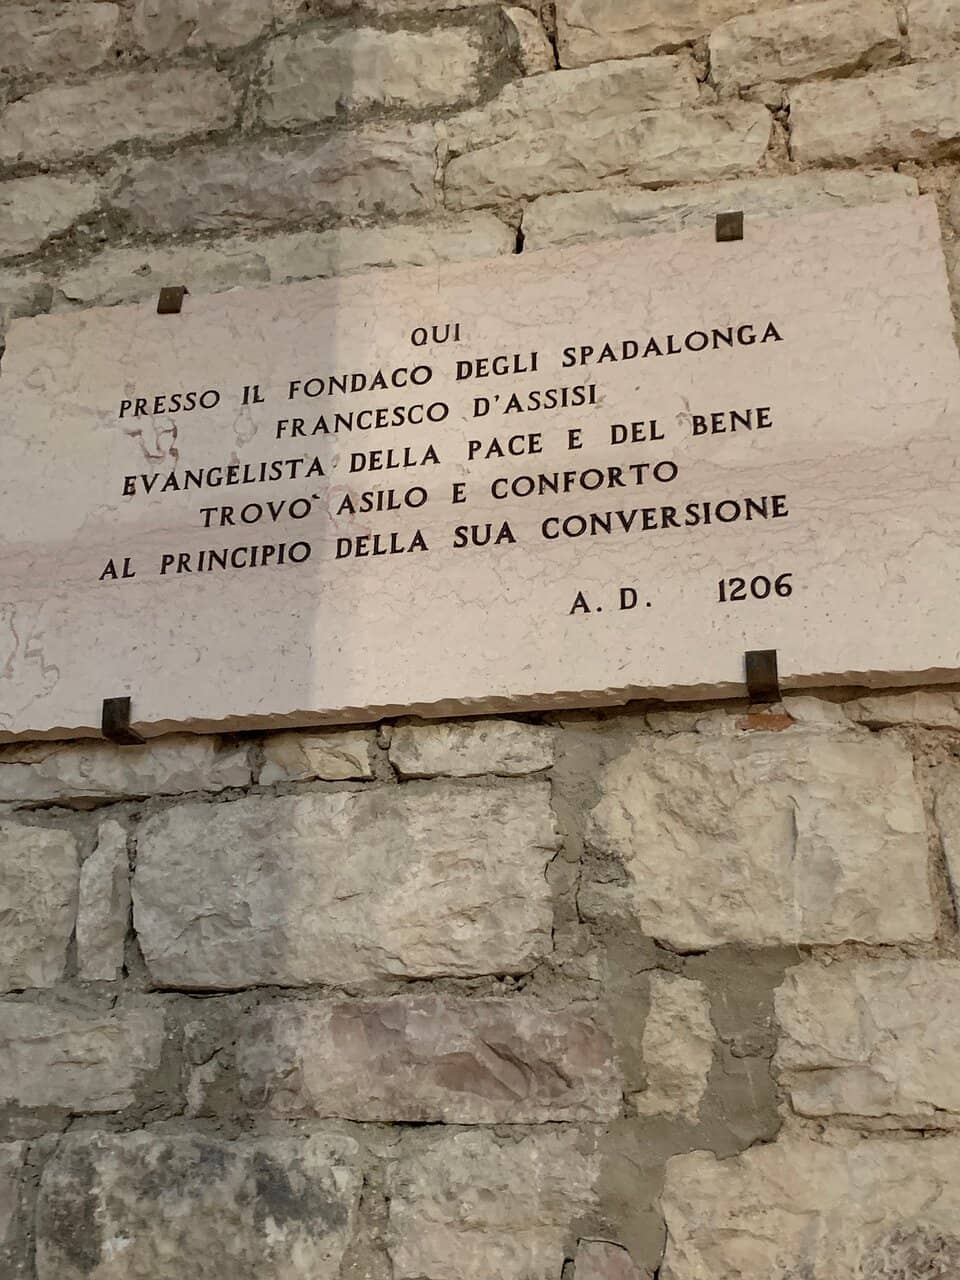 QUI
PRESSO IL FONDACO DEGLI SPADALONGA
FRANCESCO D'ASSISI
EVANGELISTA DELLA PACE E DEL BENE
TROVO` ASILO E CONFORTO
AL PRINCIPIO DELLA SUA CONVERSIONE
A. D. 1206